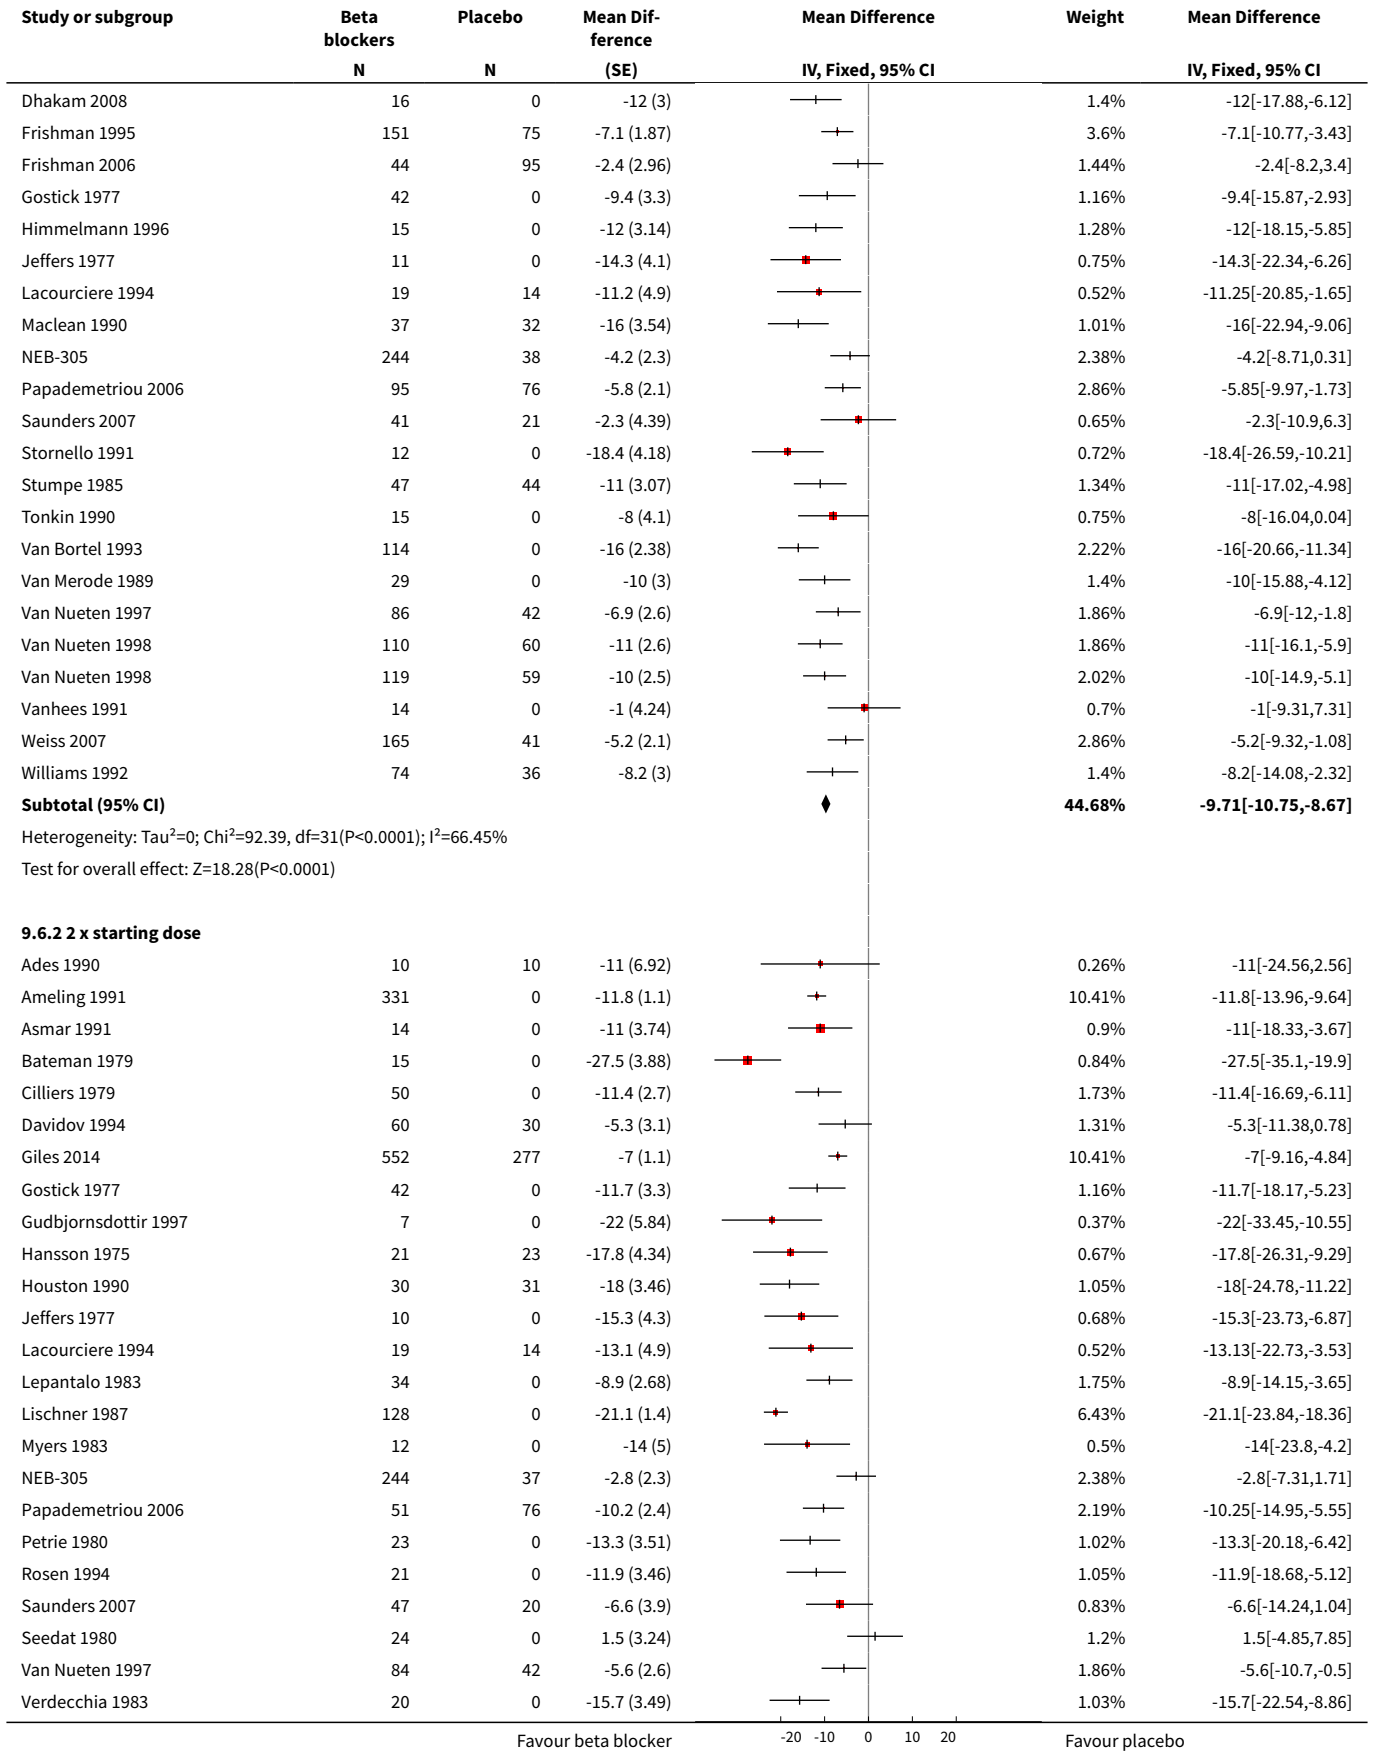 Study or subgroup Beta blockers Placebo Mean Dif- ference Mean Difference Weight Mean Difference
N N (SE) IV, Fixed, 95% CI IV, Fixed, 95% CI
Dhakam 2008 16 0 -12 (3) 1.4% -12[-17.88,-6.12]
Frishman 1995 151 75 -7.1 (1.87) 3.6% -7.1[-10.77,-3.43]
Frishman 2006 44 95 -2.4 (2.96) 1.44% -2.4[-8.2,3.4]
Gostick 1977 42 0 -9.4 (3.3) 1.16% -9.4[-15.87,-2.93]
Himmelmann 1996 15 0 -12 (3.14) 1.28% -12[-18.15,-5.85]
Jeffers 1977 11 0 -14.3 (4.1) 0.75% -14.3[-22.34,-6.26]
Lacourciere 1994 19 14 -11.2 (4.9) 0.52% -11.25[-20.85,-1.65]
Maclean 1990 37 32 -16 (3.54) 1.01% -16[-22.94,-9.06]
NEB-305 244 38 -4.2 (2.3) 2.38% -4.2[-8.71,0.31]
Papademetriou 2006 95 76 -5.8 (2.1) 2.86% -5.85[-9.97,-1.73]
Saunders 2007 41 21 -2.3 (4.39) 0.65% -2.3[-10.9,6.3]
Stornello 1991 12 0 -18.4 (4.18) 0.72% -18.4[-26.59,-10.21]
Stumpe 1985 47 44 -11 (3.07) 1.34% -11[-17.02,-4.98]
Tonkin 1990 15 0 -8 (4.1) 0.75% -8[-16.04,0.04]
Van Bortel 1993 114 0 -16 (2.38) 2.22% -16[-20.66,-11.34]
Van Merode 1989 29 0 -10 (3) 1.4% -10[-15.88,-4.12]
Van Nueten 1997 86 42 -6.9 (2.6) 1.86% -6.9[-12,-1.8]
Van Nueten 1998 110 60 -11 (2.6) 1.86% -11[-16.1,-5.9]
Van Nueten 1998 119 59 -10 (2.5) 2.02% -10[-14.9,-5.1]
Vanhees 1991 14 0 -1 (4.24) 0.7% -1[-9.31,7.31]
Weiss 2007 165 41 -5.2 (2.1) 2.86% -5.2[-9.32,-1.08]
Williams 1992 74 36 -8.2 (3) 1.4% -8.2[-14.08,-2.32]
Subtotal (95% CI) 44.68% -9.71[-10.75,-8.67]
Heterogeneity: Tau²=0; Chi²=92.39, df=31(P<0.0001); I²=66.45%
Test for overall effect: Z=18.28(P<0.0001)
9.6.2 2 x starting dose
Ades 1990 10 10 -11 (6.92) 0.26% -11[-24.56,2.56]
Ameling 1991 331 0 -11.8 (1.1) 10.41% -11.8[-13.96,-9.64]
Asmar 1991 14 0 -11 (3.74) 0.9% -11[-18.33,-3.67]
Bateman 1979 15 0 -27.5 (3.88) 0.84% -27.5[-35.1,-19.9]
Cilliers 1979 50 0 -11.4 (2.7) 1.73% -11.4[-16.69,-6.11]
Davidov 1994 60 30 -5.3 (3.1) 1.31% -5.3[-11.38,0.78]
Giles 2014 552 277 -7 (1.1) 10.41% -7[-9.16,-4.84]
Gostick 1977 42 0 -11.7 (3.3) 1.16% -11.7[-18.17,-5.23]
Gudbjornsdottir 1997 7 0 -22 (5.84) 0.37% -22[-33.45,-10.55]
Hansson 1975 21 23 -17.8 (4.34) 0.67% -17.8[-26.31,-9.29]
Houston 1990 30 31 -18 (3.46) 1.05% -18[-24.78,-11.22]
Jeffers 1977 10 0 -15.3 (4.3) 0.68% -15.3[-23.73,-6.87]
Lacourciere 1994 19 14 -13.1 (4.9) 0.52% -13.13[-22.73,-3.53]
Lepantalo 1983 34 0 -8.9 (2.68) 1.75% -8.9[-14.15,-3.65]
Lischner 1987 128 0 -21.1 (1.4) 6.43% -21.1[-23.84,-18.36]
Myers 1983 12 0 -14 (5) 0.5% -14[-23.8,-4.2]
NEB-305 244 37 -2.8 (2.3) 2.38% -2.8[-7.31,1.71]
Papademetriou 2006 51 76 -10.2 (2.4) 2.19% -10.25[-14.95,-5.55]
Petrie 1980 23 0 -13.3 (3.51) 1.02% -13.3[-20.18,-6.42]
Rosen 1994 21 0 -11.9 (3.46) 1.05% -11.9[-18.68,-5.12]
Saunders 2007 47 20 -6.6 (3.9) 0.83% -6.6[-14.24,1.04]
Seedat 1980 24 0 1.5 (3.24) 1.2% 1.5[-4.85,7.85]
Van Nueten 1997 84 42 -5.6 (2.6) 1.86% -5.6[-10.7,-0.5]
Verdecchia 1983 20 0 -15.7 (3.49) 1.03% -15.7[-22.54,-8.86]
Favour beta blocker -20 -10 0 10 20 Favour placebo